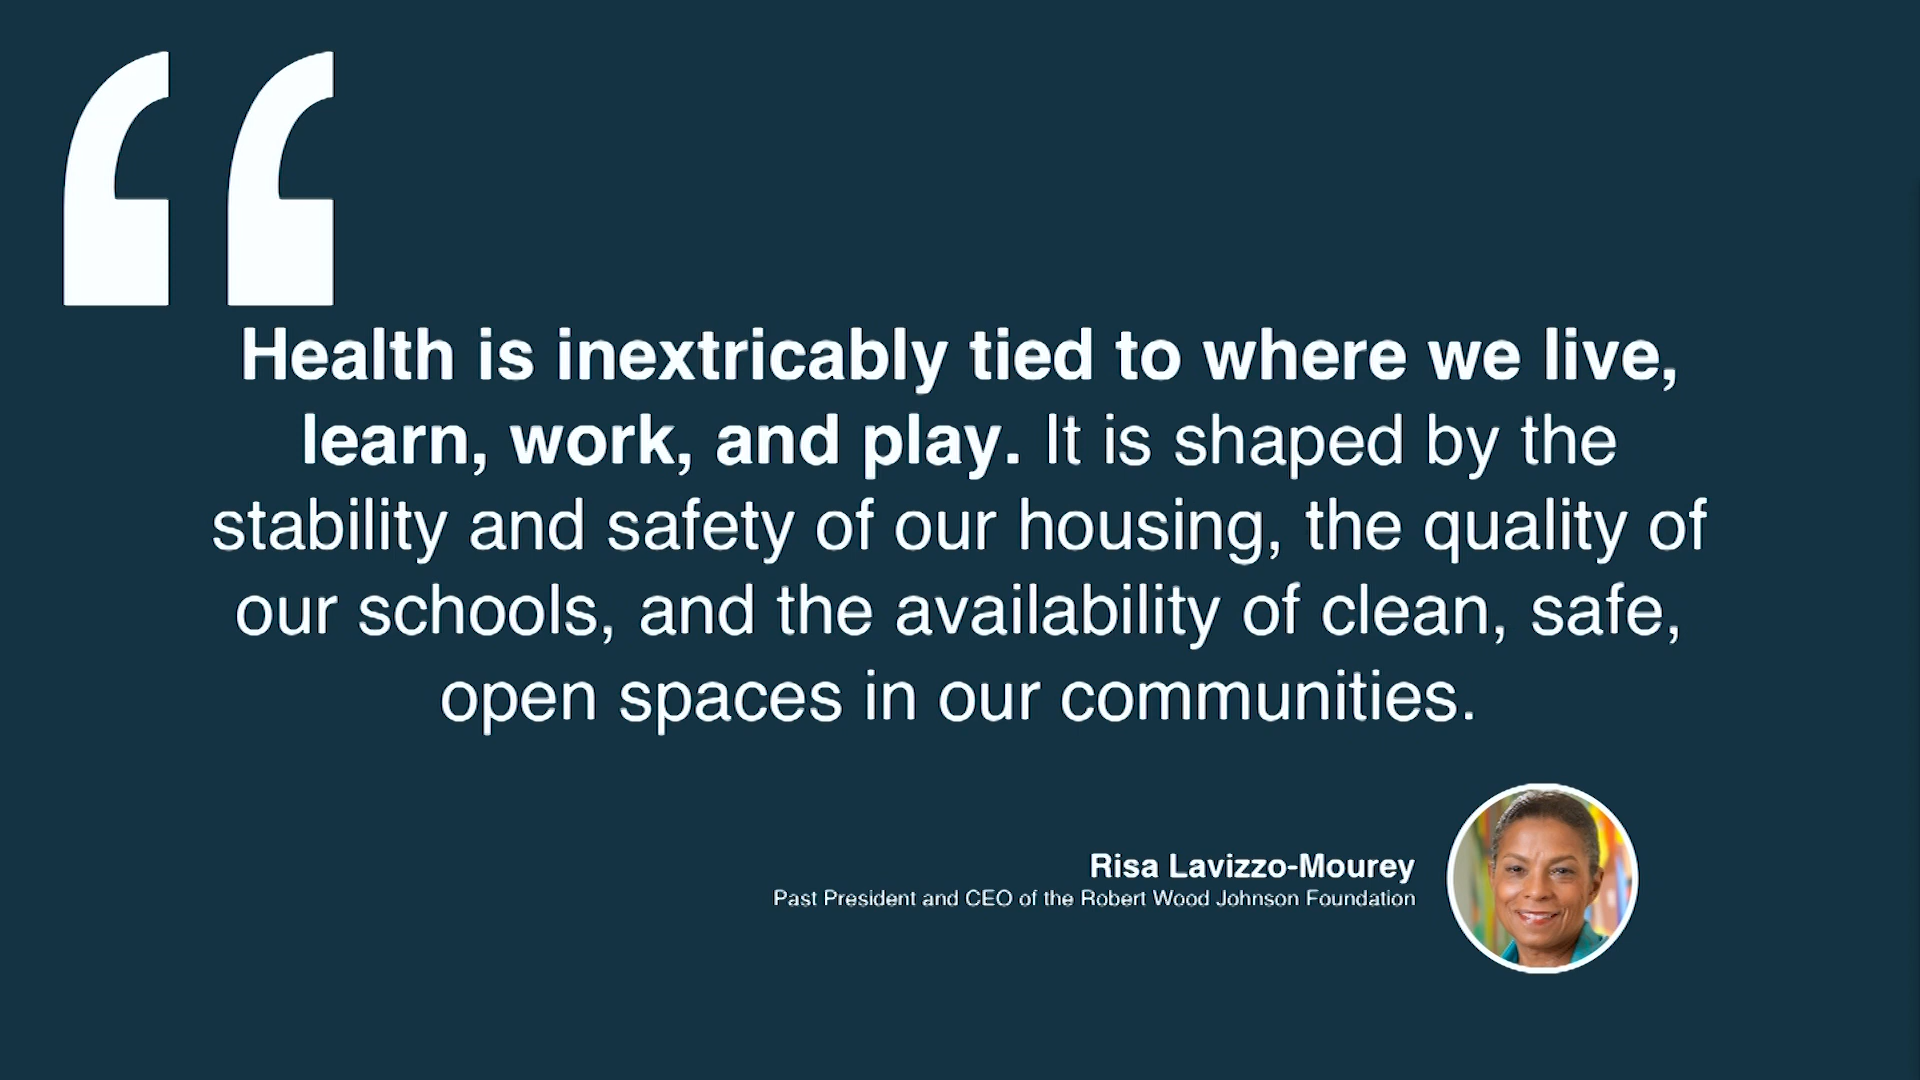 “
Health is inextricably tied to where we live,
learn, work, and play. It is shaped by the
stability and safety of our housing, the quality of
our schools, and the availability of clean, safe,
open spaces in our communities.
Risa Lavizzo-Mourey
Past President and CEO of the Robert Wood Johnson Foundation